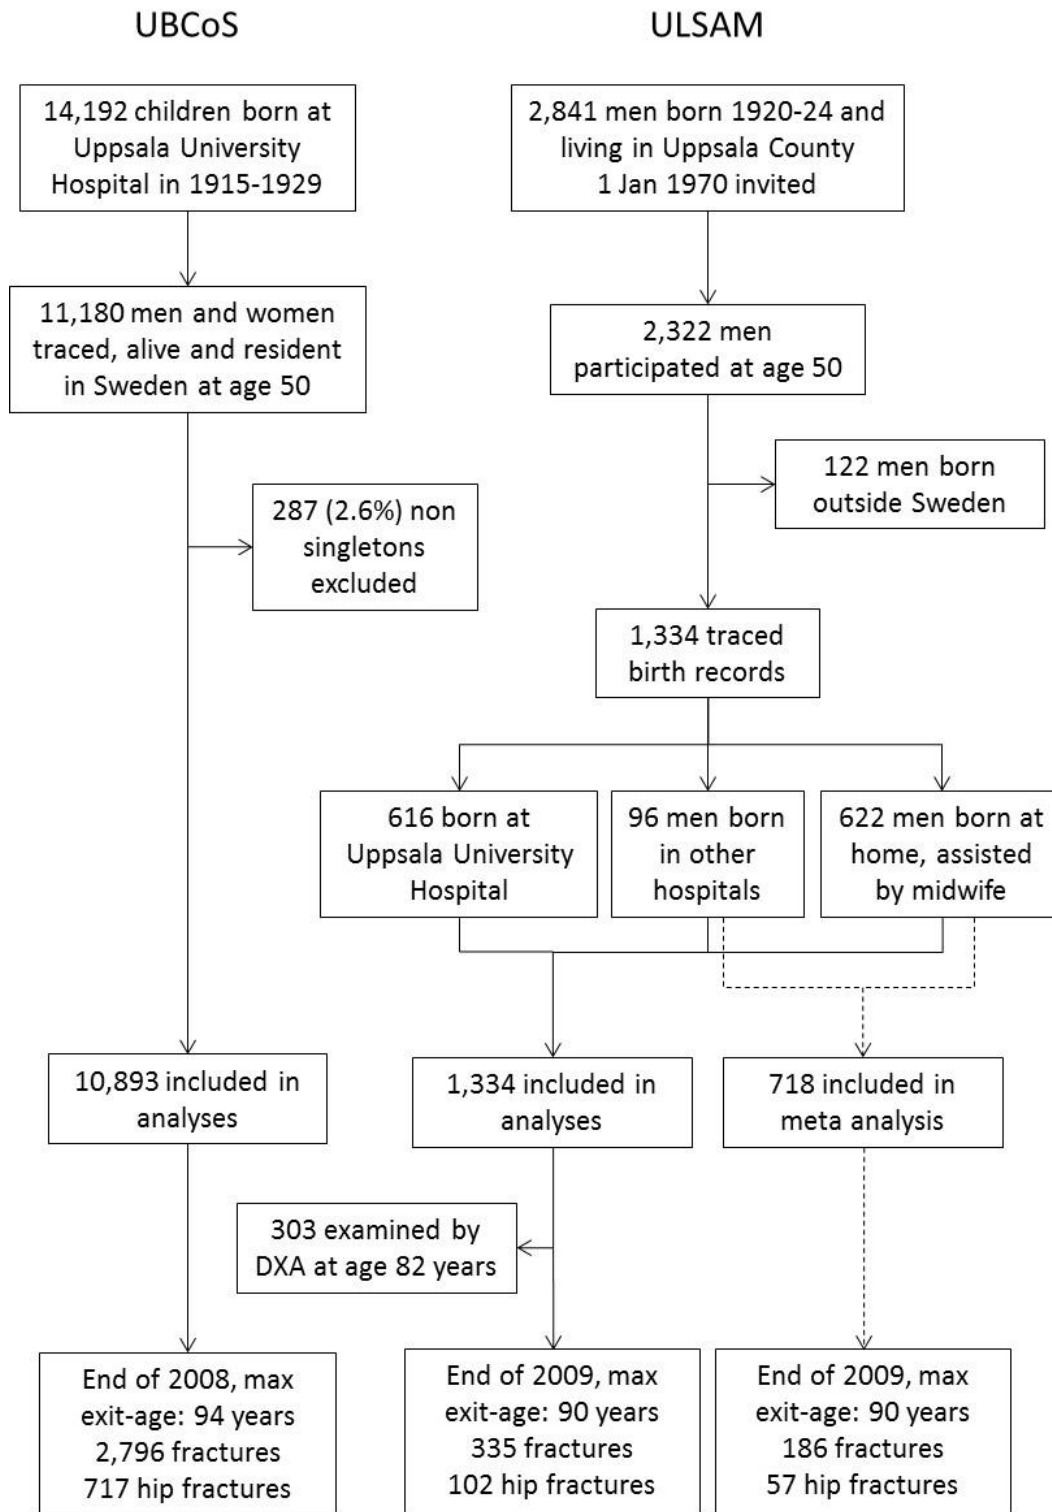 UBCoS
ULSAM
14,192 children born at
Uppsala University
Hospital in 1915-1929
2,841 men born 1920-24 and
living in Uppsala County
1 Jan 1970 invited
11,180 men and women
traced, alive and resident
in Sweden at age 50
2,322 men
participated at age 50
122 men born
outside Sweden
287 (2.6%) non
singletons
excluded
1,334 traced
birth records
616 born at
Uppsala University
Hospital
96 men born
in other
hospitals
622 men born at
home, assisted
by midwife
10,893 included in
analyses
1,334 included in
analyses
718 included in
meta analysis
303 examined by
DXA at age 82 years
End of 2008, max
exit-age: 94 years
2,796 fractures
717 hip fractures
End of 2009, max
exit-age: 90 years
335 fractures
102 hip fractures
End of 2009, max
exit-age: 90 years
186 fractures
57 hip fractures